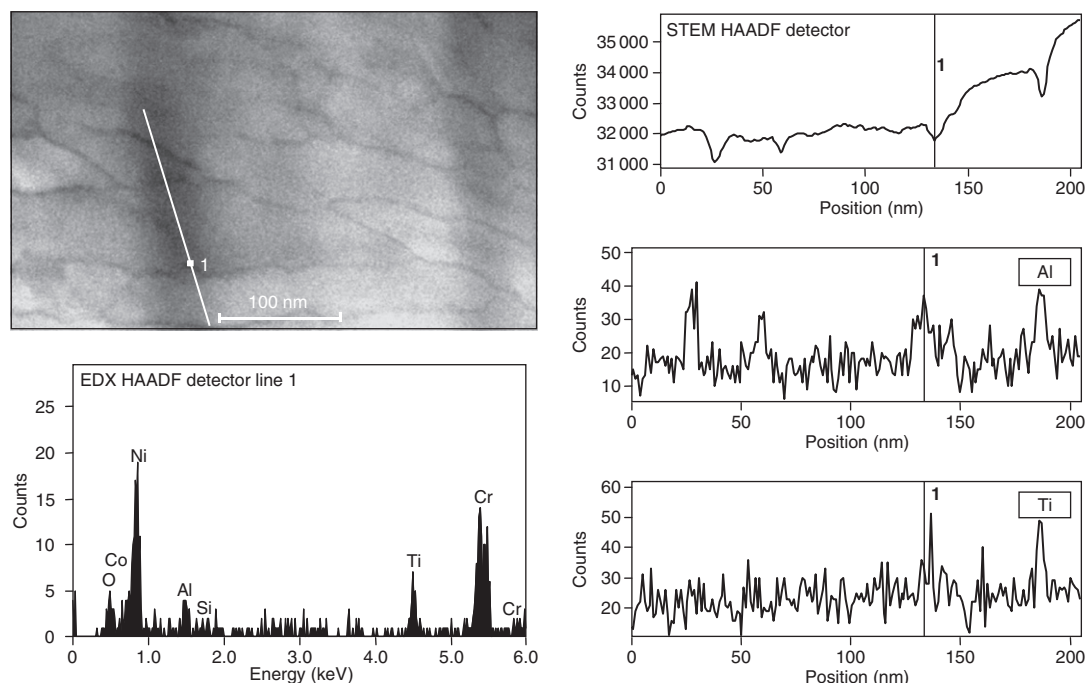 1
100 nm
EDX HAADF detector line 1
Counts
25
20
15
10
5
0
Ni
Co
O
Al
Si
Ti
Cr
Cr
0 1.0 2.0 3.0 4.0 5.0 6.0
Energy (keV)
STEM HAADF detector
1
Counts
35 000
34 000
33 000
32 000
31 000
0 50 100 150 200
Position (nm)
1
Al
Counts
50
40
30
20
10
0 50 100 150 200
Position (nm)
1
Ti
Counts
60
50
40
30
20
0 50 100 150 200
Position (nm)